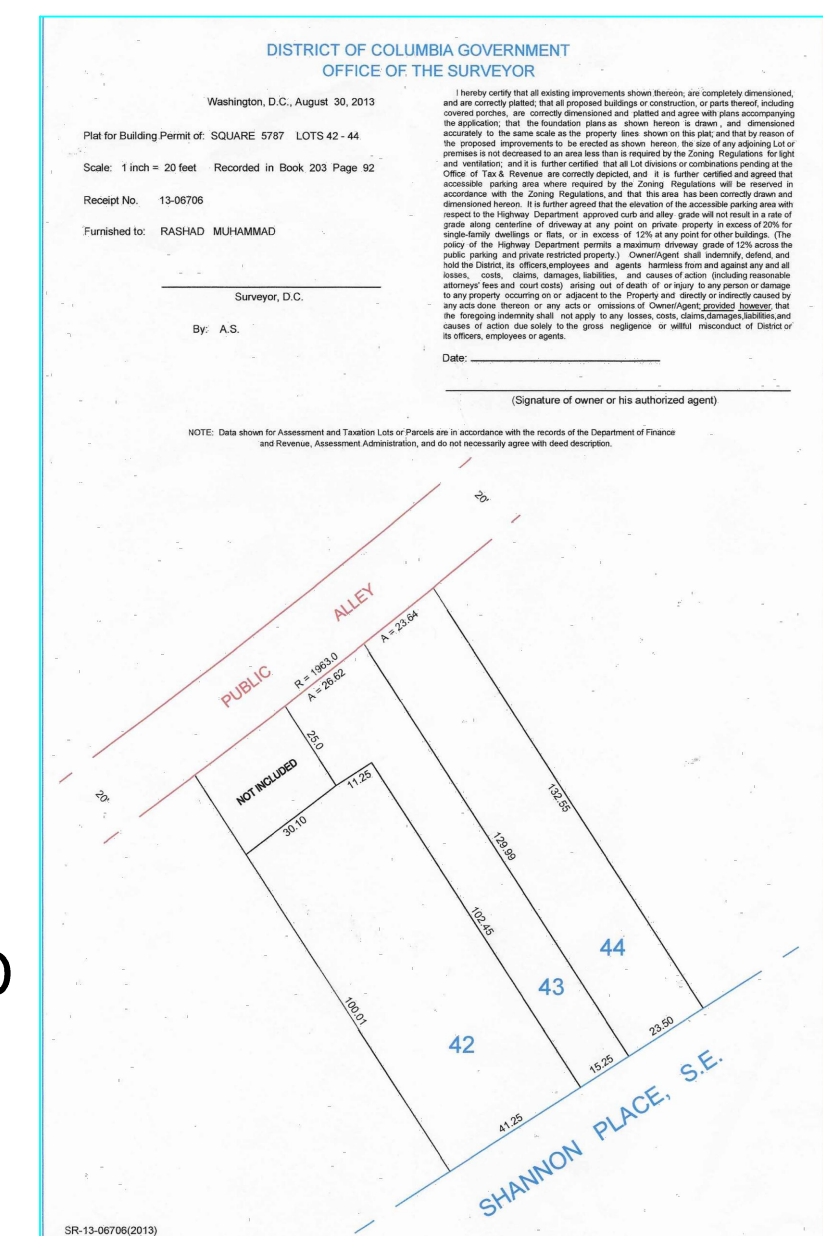 DISTRICT OF COLUMBIA GOVERNMENT
OFFICE OF THE SURVEYOR
Washington, D.C., August 30, 2013
Plat for Building Permit of: SQUARE 5787 LOTS 42 - 44
Scale: 1 inch = 20 feet Recorded in Book 203 Page 92
Receipt No. 13-06706
Furnished to: RASHAD MUHAMMAD
Surveyor, D.C.
By: A.S.
I hereby certify that all existing improvements shown thereon, are completely dimensioned,
and are correctly platted; that all proposed buildings or construction, or parts thereof, including
covered porches, are correctly dimensioned and platted and agree with plans accompanying
the application; that the foundation plans as shown hereon is drawn, and dimensioned
accurately to the same scale as the property lines shown on this plat; and that by reason of
the proposed improvements to be erected as shown hereon the size of any adjoining Lot or
premises is not decreased to an area less than is required by the Zoning Regulations for light
and ventilation; and it is further certified that all Lot divisions or combinations pending at the
Office of Tax & Revenue are correctly depicted, and it is further certified and agreed that
accessible parking area where required by the Zoning Regulations will be reserved in
accordance with the Zoning Regulations, and that this area has been correctly drawn and
dimensioned hereon. It is further agreed that the elevation of the accessible parking area with
respect to the Highway Department approved curb and alley grade will not result in a rate of
grade along centerline of driveway at any point on private property in excess of 20% for
single-family dwellings or flats, or in excess of 12% at any point for other buildings. (The
policy of the Highway Department permits a maximum driveway grade of 12% across the
public parking and private restricted property.) Owner/Agent shall indemnify, defend, and
hold the District, its officers,employees and agents harmless from and against any and all
losses, costs, claims, damages, liabilities, and causes of action (including reasonable
attorneys' fees and court costs) arising out of death of or injury to any person or damage
to any property occurring on or adjacent to the Property and directly or indirectly caused by
any acts done thereon or any acts or omissions of Owner/Agent; provided however, that
the foregoing indemnity shall not apply to any losses, costs, claims,damages,liabilities,and
causes of action due solely to the gross negligence or willful misconduct of District or
its officers, employees or agents.
Date:
(Signature of owner or his authorized agent)
NOTE: Data shown for Assessment and Taxation Lots or Parcels are in accordance with the records of the Department of Finance
and Revenue, Assessment Administration, and do not necessarily agree with deed description.
20'
PUBLIC ALLEY
A = 23.64
R = 1963.0
A = 26.62
25.0
NOT INCLUDED
11.25
30.10
20'
132.55
129.99
102.45
100.01
44
43
42
23.50
15.25
41.25
SHANNON PLACE, S.E.
SR-13-06706(2013)